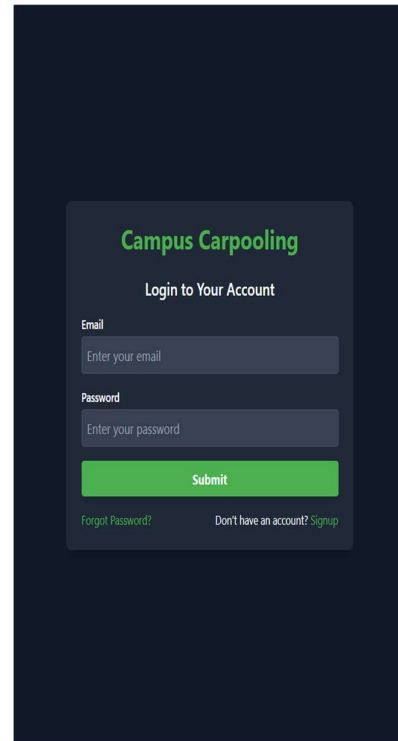 Campus Carpooling
Login to Your Account
Email
Enter your email
Password
Enter your password
Submit
Forgot Password? Don't have an account? Signup